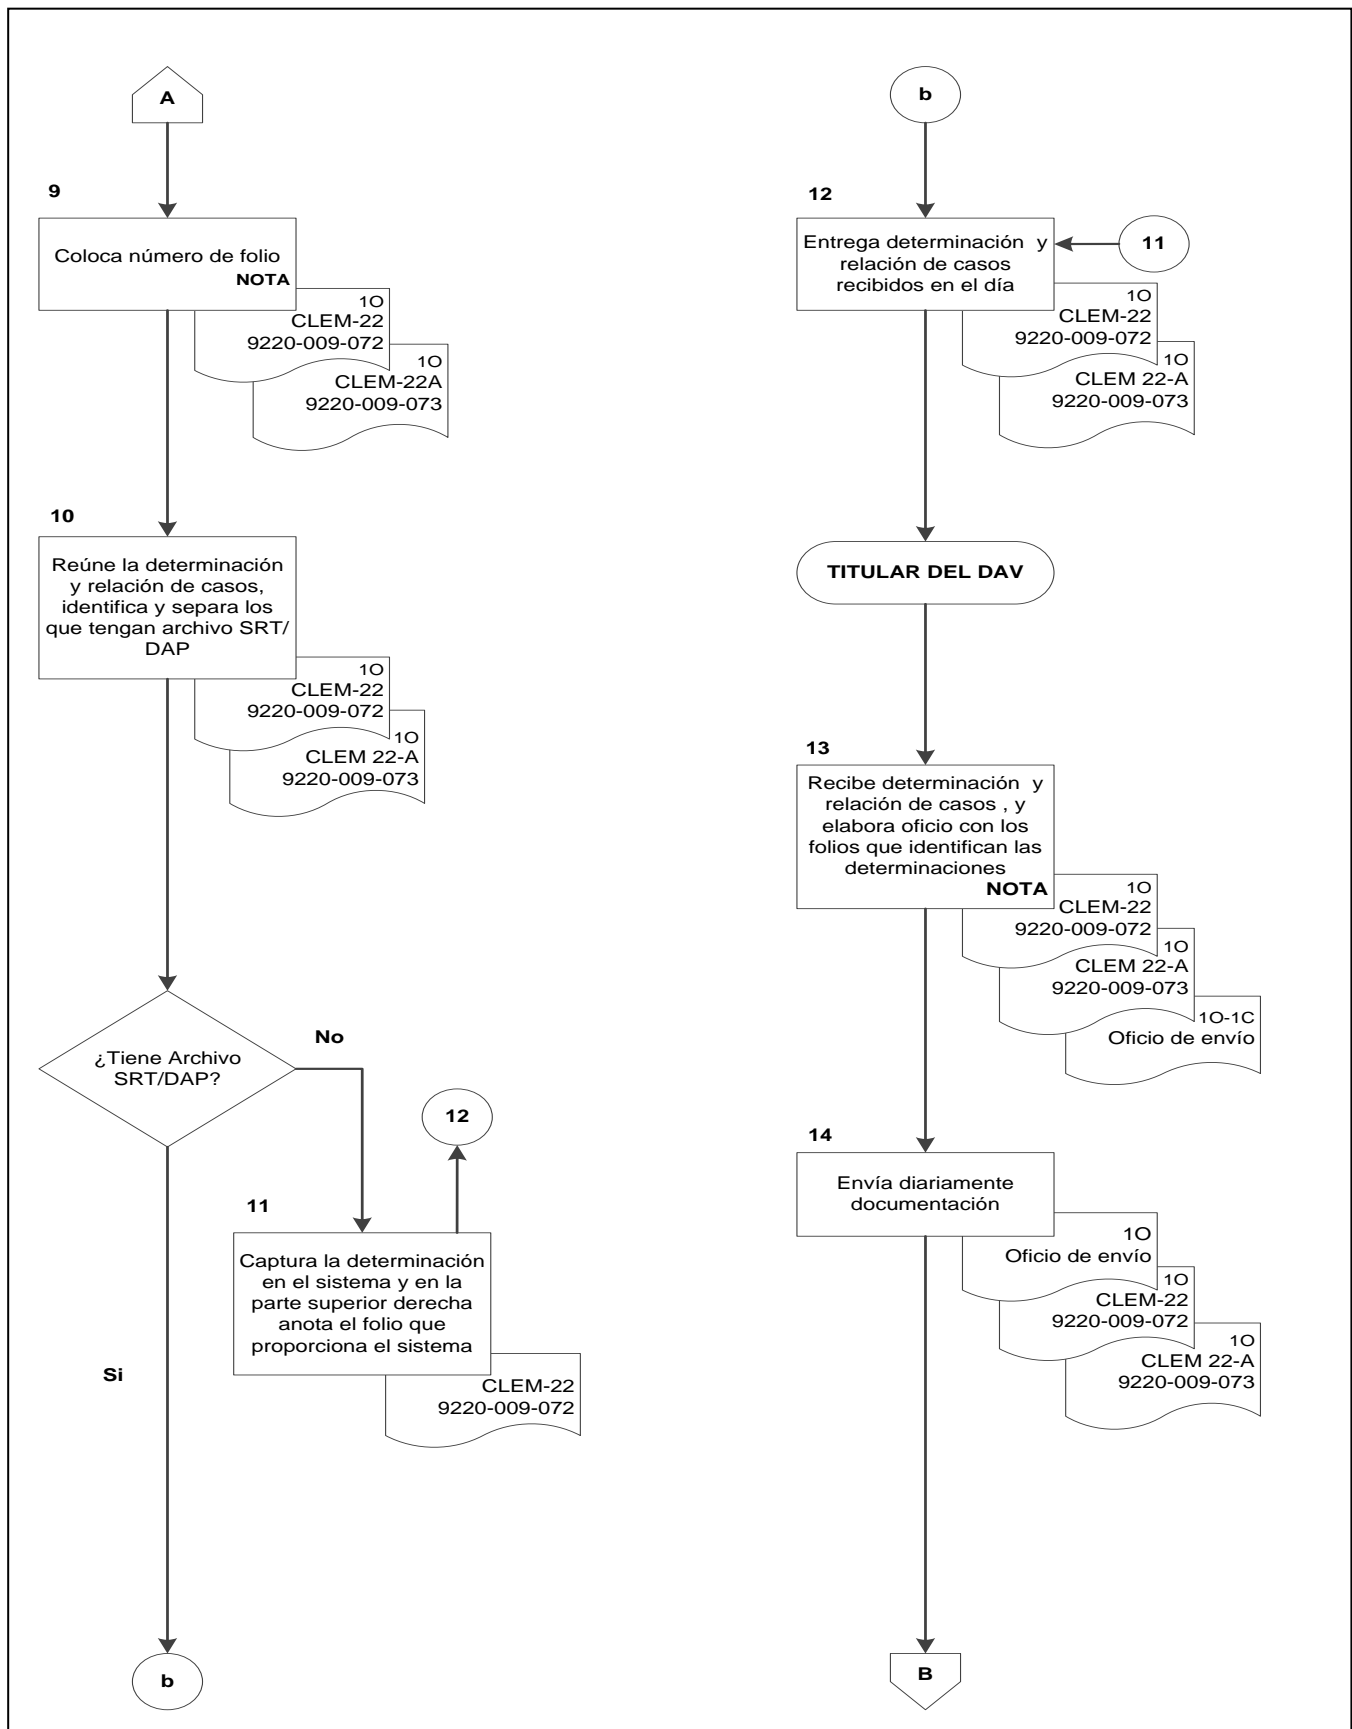 A
9
Coloca número de folio
NOTA
1O
CLEM-22
9220-009-072
1O
CLEM-22A
9220-009-073
10
Reúne la determinación
y relación de casos,
identifica y separa los
que tengan archivo SRT/
DAP
1O
CLEM-22
9220-009-072
1O
CLEM 22-A
9220-009-073
¿Tiene Archivo
SRT/DAP?
No
12
11
Captura la determinación
en el sistema y en la
parte superior derecha
anota el folio que
proporciona el sistema
CLEM-22
9220-009-072
Si
b
b
12
Entrega determinación y
relación de casos
recibidos en el día
11
1O
CLEM-22
9220-009-072
1O
CLEM 22-A
9220-009-073
TITULAR DEL DAV
13
Recibe determinación y
relación de casos , y
elabora oficio con los
folios que identifican las
determinaciones
NOTA
1O
CLEM-22
9220-009-072
1O
CLEM 22-A
9220-009-073
1O-1C
Oficio de envío
14
Envía diariamente
documentación
1O
Oficio de envío
1O
CLEM-22
9220-009-072
1O
CLEM 22-A
9220-009-073
B